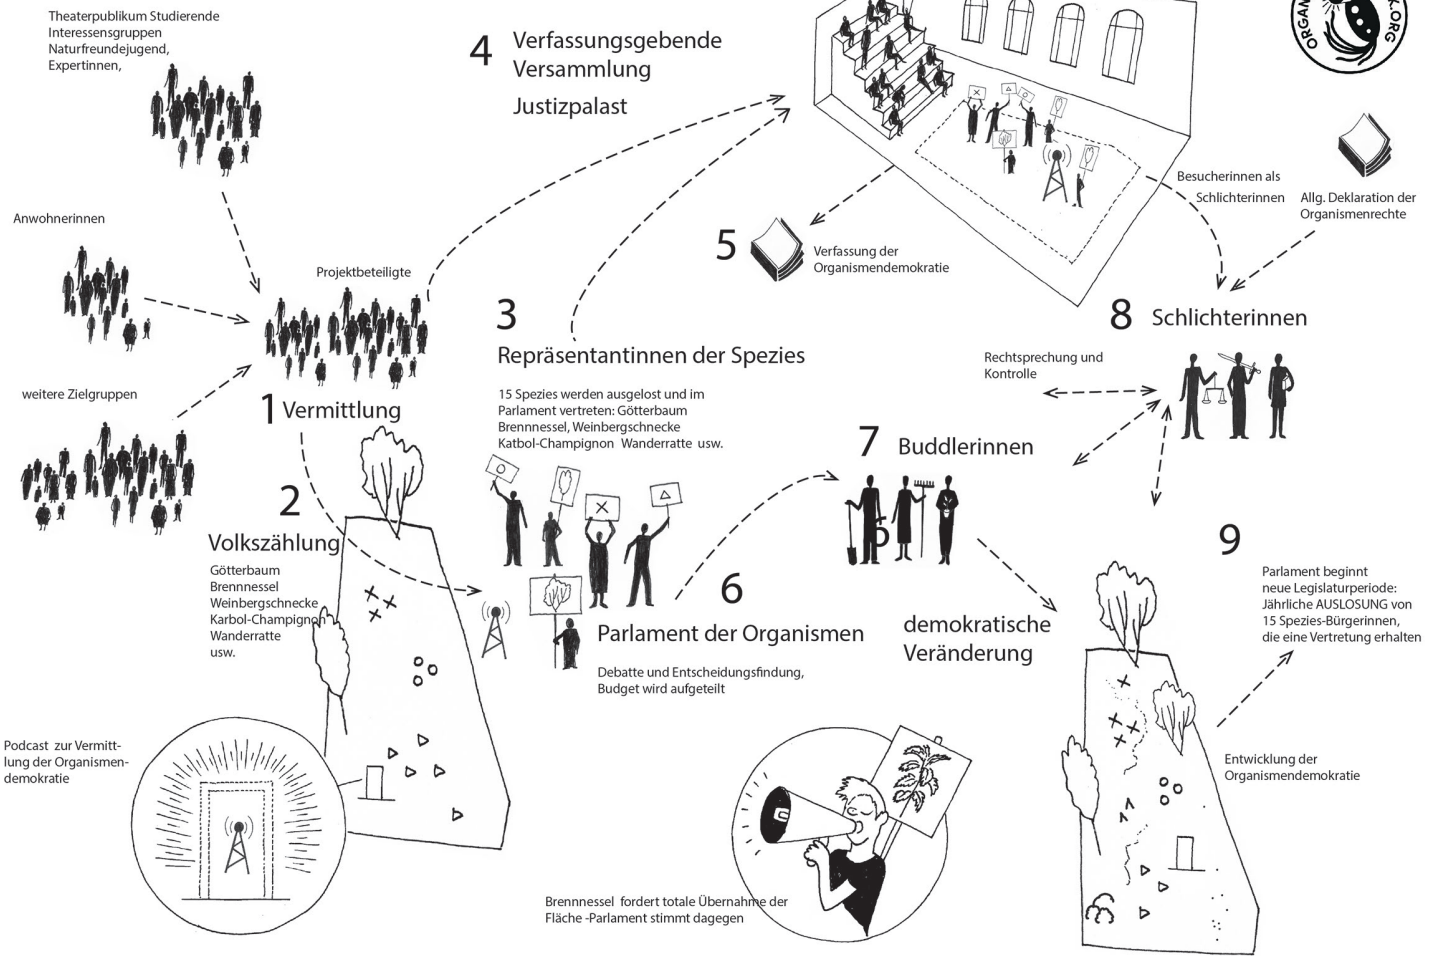 Theaterpublikum Studierende
Interessensgruppen
Naturfreundejugend,
Expertinnen,
Anwohnerinnen
weitere Zielgruppen
Projektbeteiligte
1 Vermittlung
2
Volkszählung
Götterbaum
Brennessel
Weinbergschnecke
Karbol-Champignon
Wanderratte
usw.
Podcast zur Vermitt-
lung der Organismen-
demokratie
3
Repräsentantinnen der Spezies
15 Spezies werden ausgelost und im
Parlament vertreten: Götterbaum
Brennnessel, Weinbergschnecke
Katbol-Champignon Wanderratte usw.
4 Verfassungsgebende
Versammlung
Justizpalast
5
Verfassung der
Organismendemokratie
6
Parlament der Organismen
Debatte und Entscheidungsfindung,
Budget wird aufgeteilt
Brennnessel fordert totale Übernahme der
Fläche -Parlament stimmt dagegen
7 Buddlerinnen
6
demokratische
Veränderung
Besucherinnen als
Schlichterinnen
Allg. Deklaration der
Organismenrechte
8 Schlichterinnen
Rechtsprechung und
Kontrolle
9
Parlament beginnt
neue Legislaturperiode:
Jährliche AUSLOSUNG von
15 Spezies-Bürgerinnen,
die eine Vertretung erhalten
Entwicklung der
Organismendemokratie